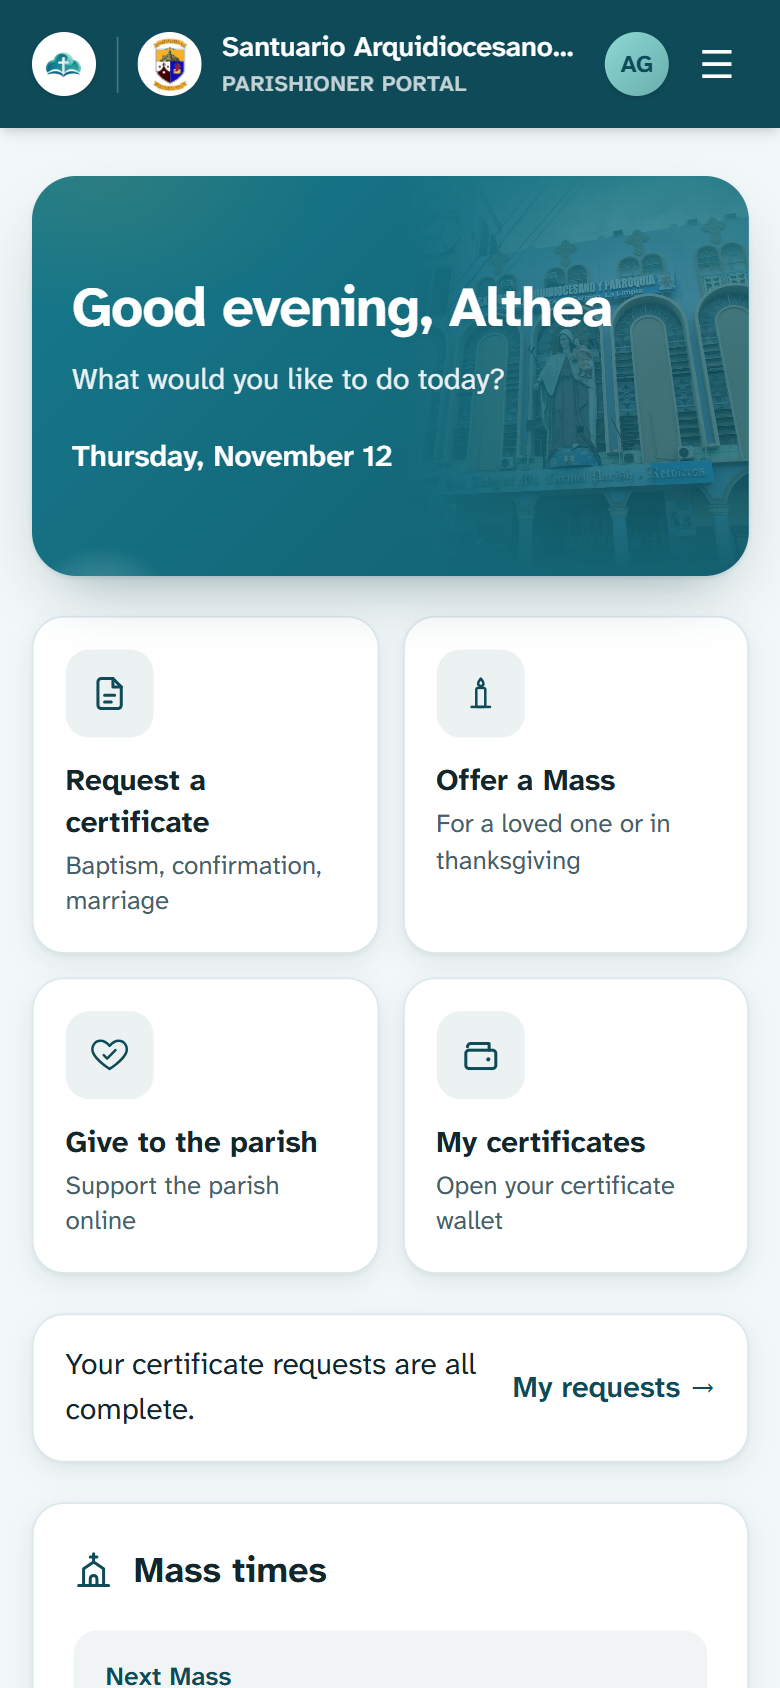 Santuario Arquidiocesano...
PARISHIONER PORTAL
AG
Good evening, Althea
What would you like to do today?
Thursday, November 12
Request a
certificate
Baptism, confirmation,
marriage
Offer a Mass
For a loved one or in
thanksgiving
Give to the parish
Support the parish
online
My certificates
Open your certificate
wallet
Your certificate requests are all
complete.
My requests →
Mass times
Next Mass